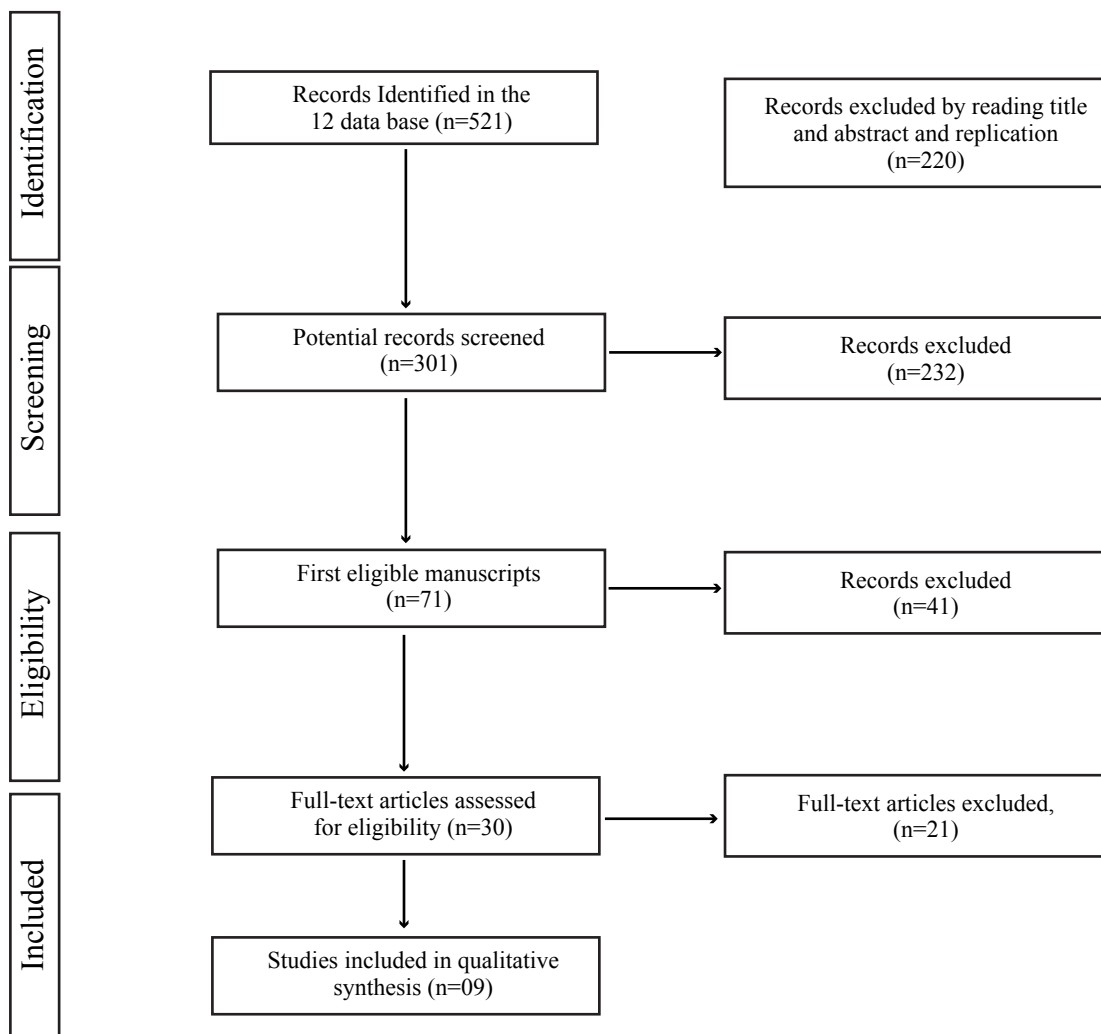 Identification
Records Identified in the
12 data base (n=521)
Records excluded by reading title
and abstract and replication
(n=220)
Screening
Potential records screened
(n=301)
Records excluded
(n=232)
Eligibility
First eligible manuscripts
(n=71)
Records excluded
(n=41)
Full-text articles assessed
for eligibility (n=30)
Full-text articles excluded,
(n=21)
Included
Studies included in qualitative
synthesis (n=09)